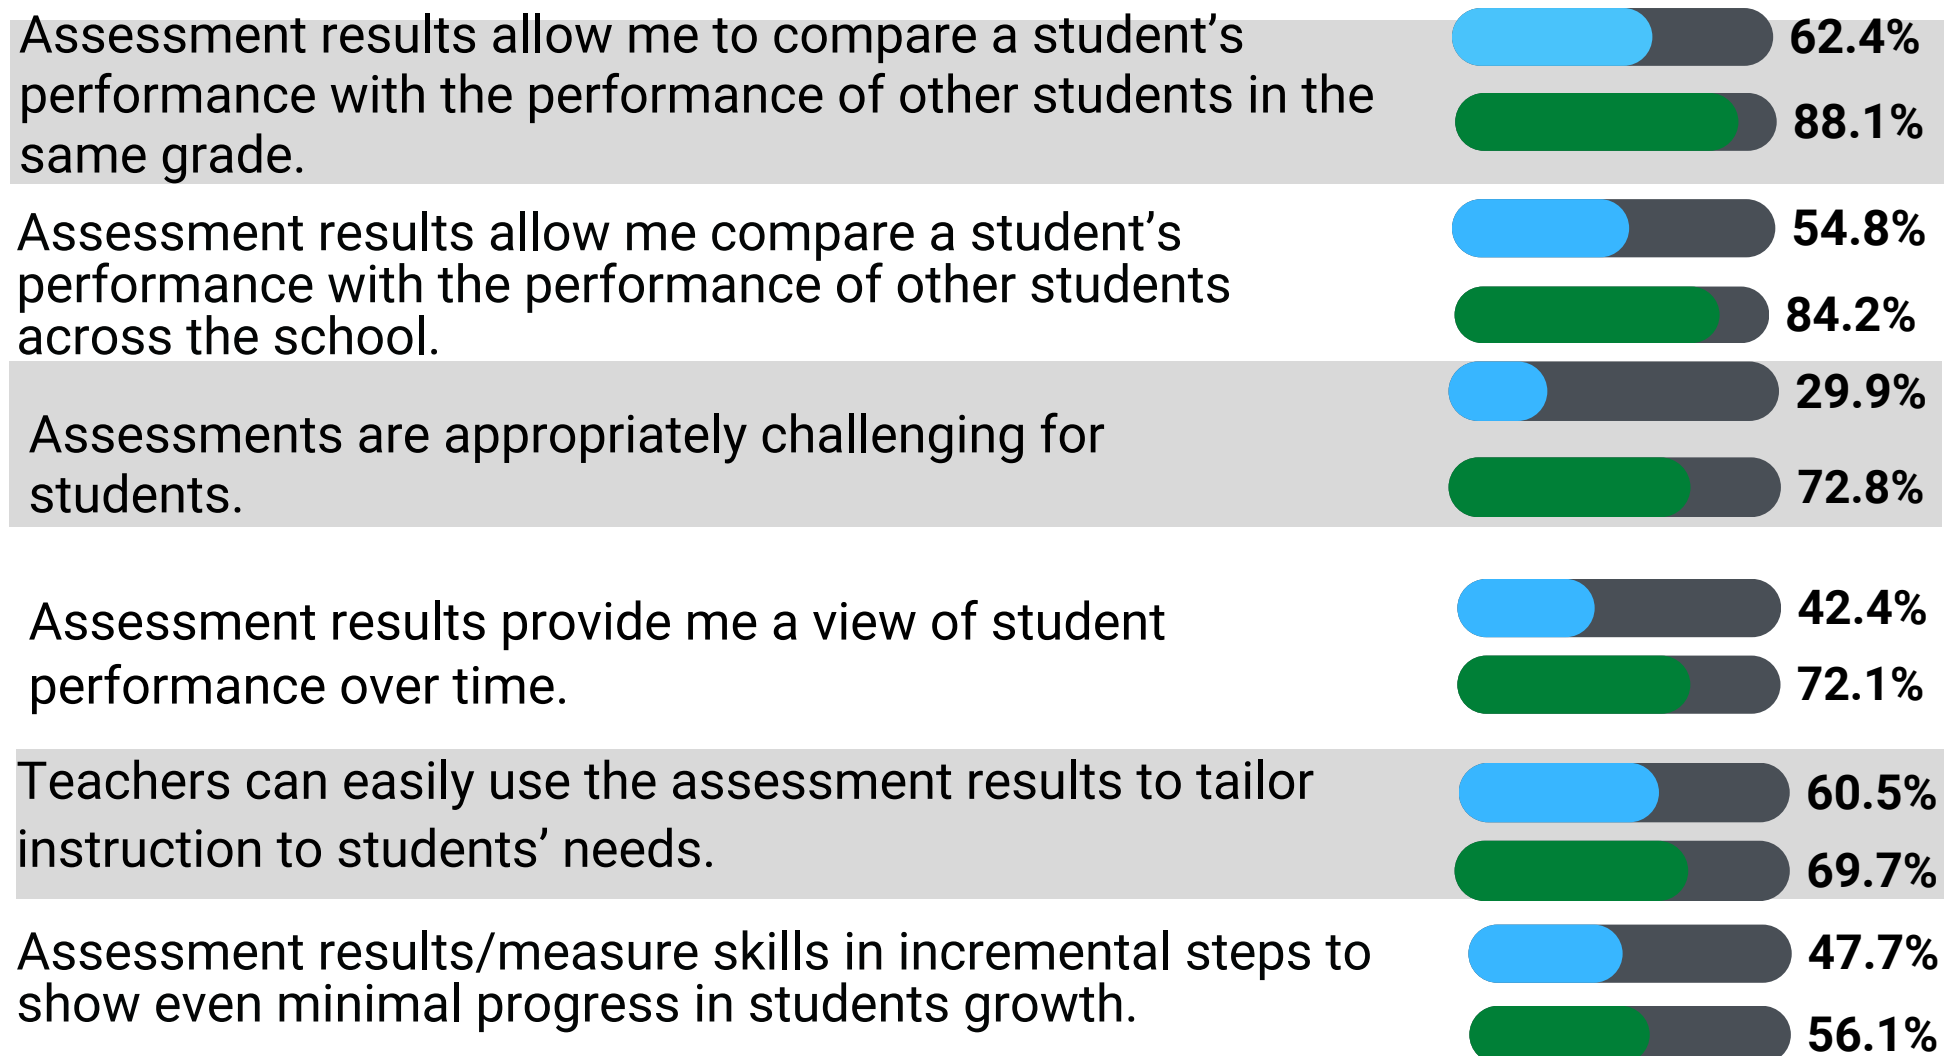 Assessment results allow me to compare a student’s
performance with the performance of other students in the
same grade.
62.4%
88.1%
Assessment results allow me compare a student’s
performance with the performance of other students
across the school.
54.8%
84.2%
Assessments are appropriately challenging for
students.
29.9%
72.8%
Assessment results provide me a view of student
performance over time.
42.4%
72.1%
Teachers can easily use the assessment results to tailor
instruction to students’ needs.
60.5%
69.7%
Assessment results/measure skills in incremental steps to
show even minimal progress in students growth.
47.7%
56.1%